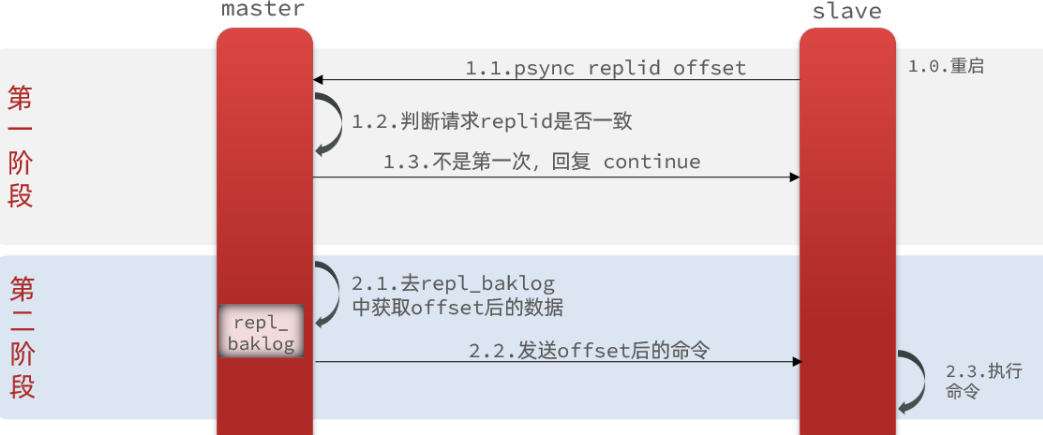 master
slave
第一阶段
1.0.重启
1.1.psync replid offset
1.2.判断请求replid是否一致
1.3.不是第一次，回复 continue
第二阶段
2.1.去repl_baklog
中获取offset后的数据
repl_
baklog
2.2.发送offset后的命令
2.3.执行
命令